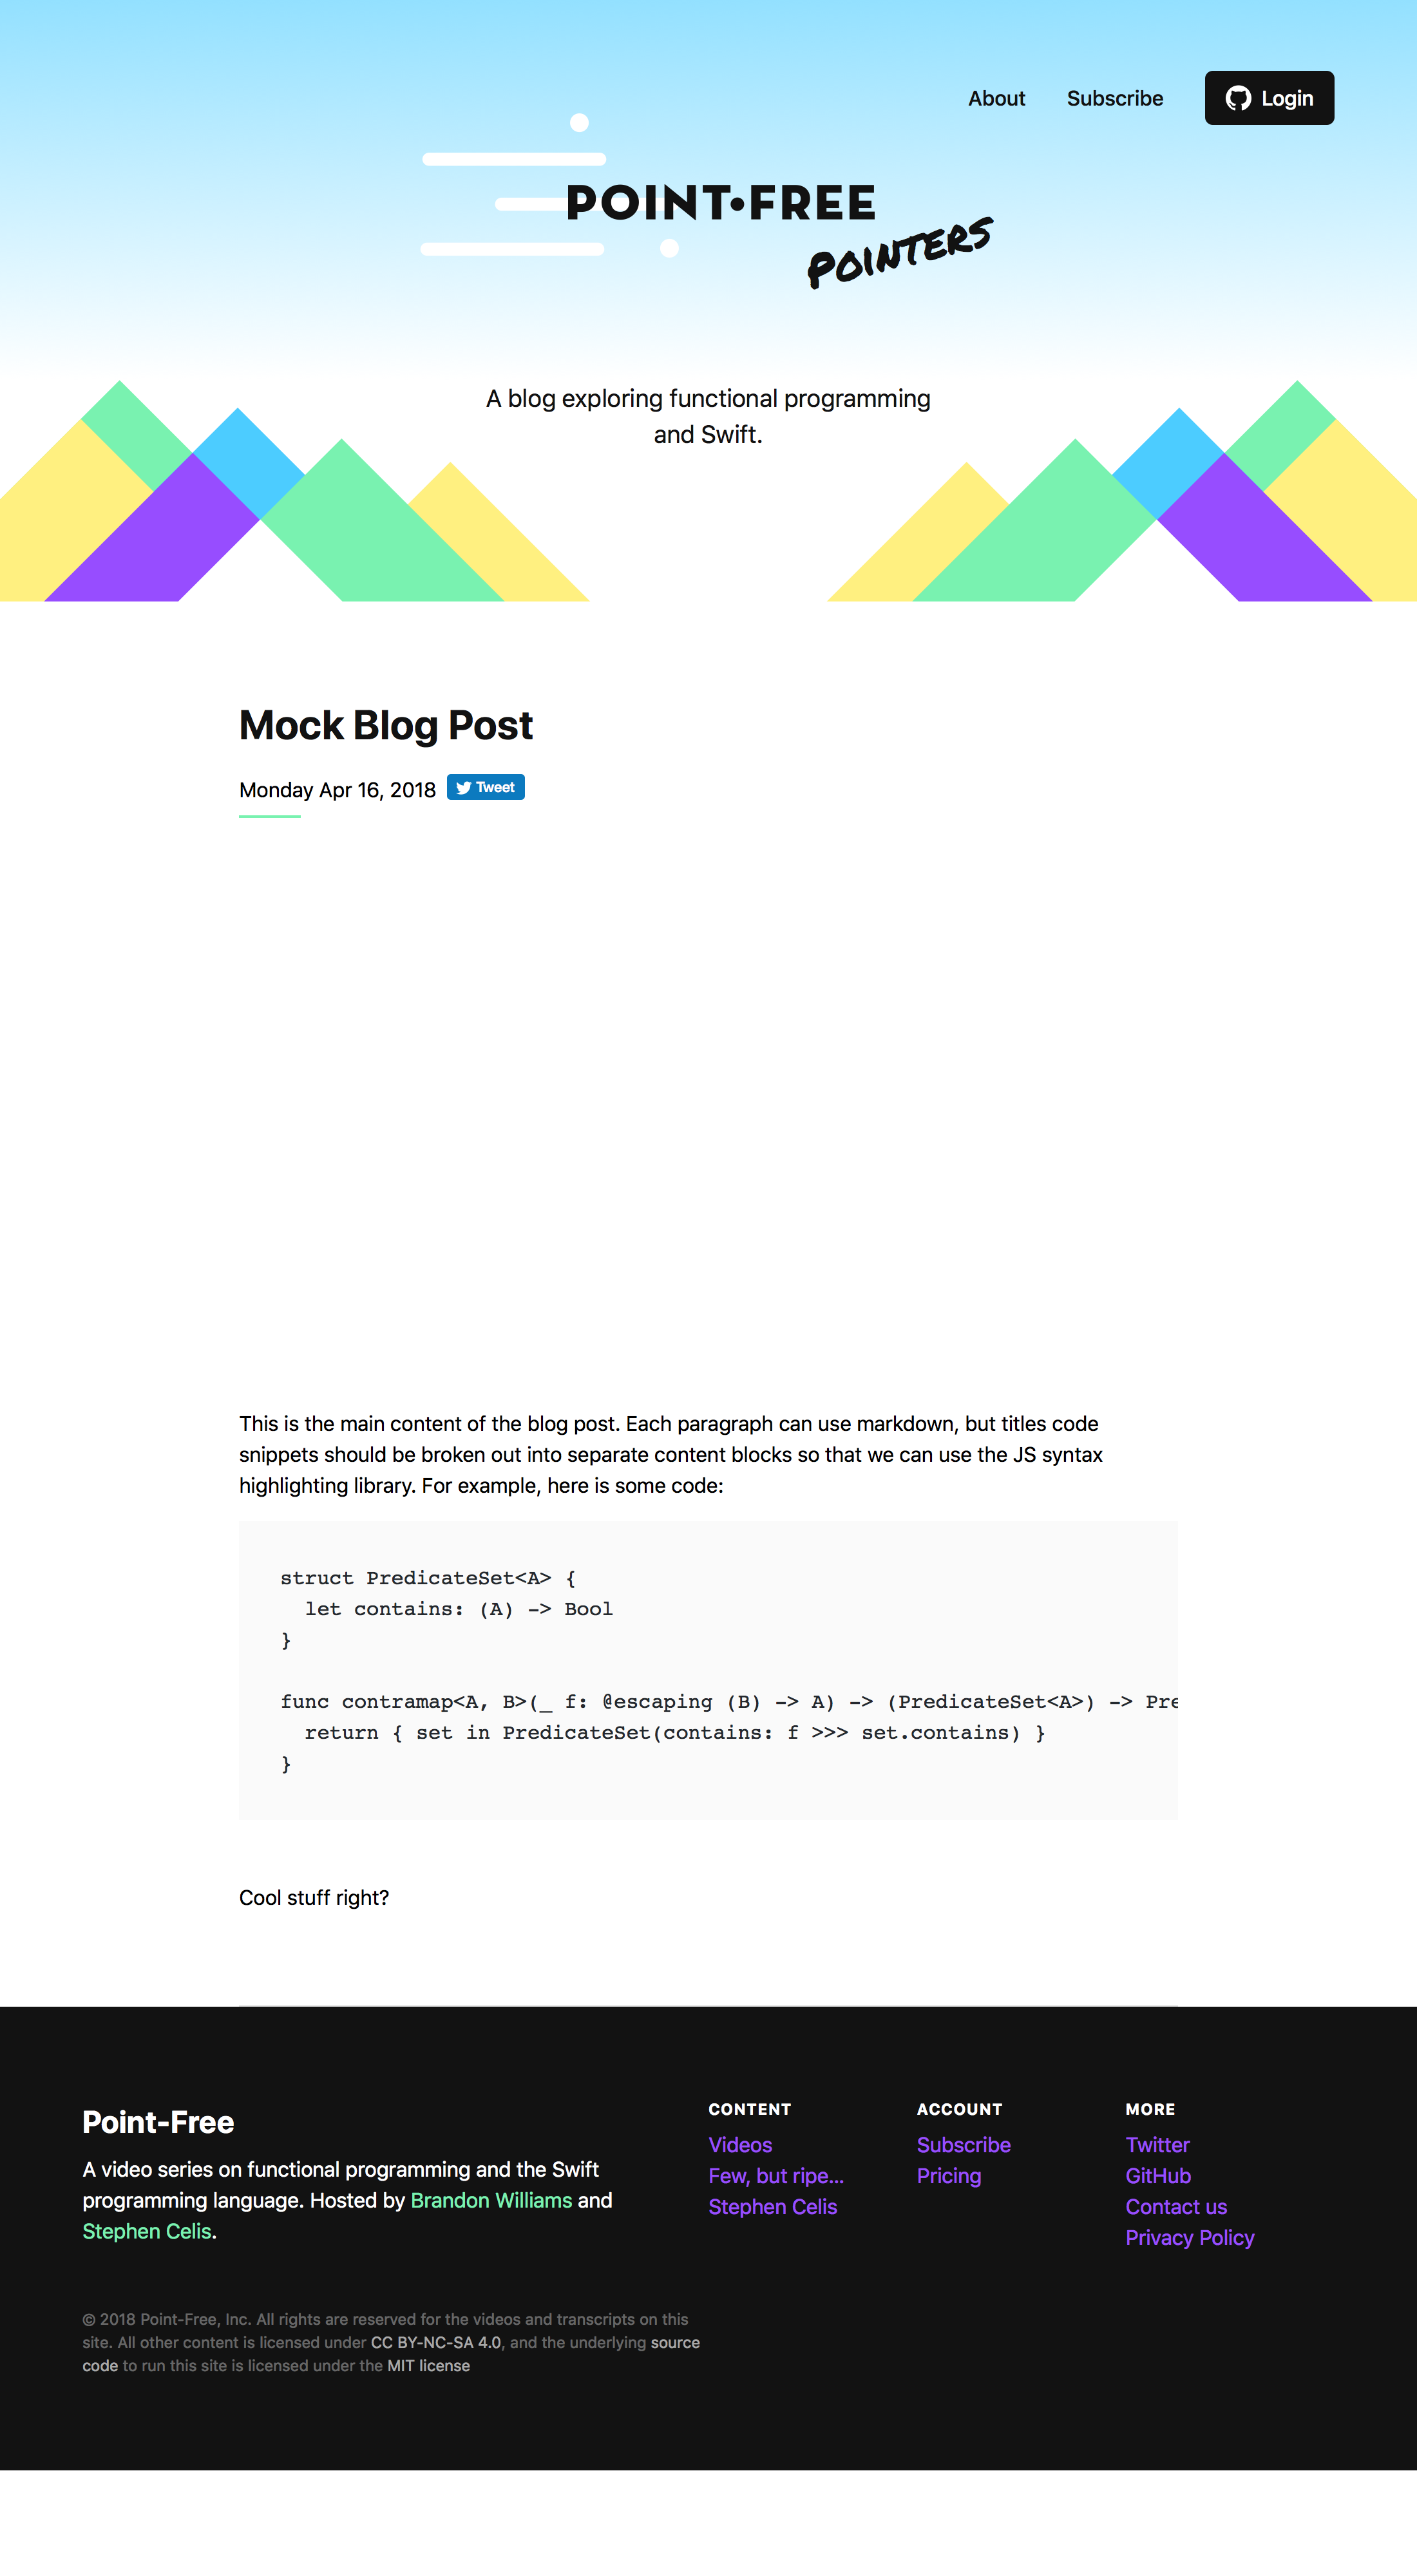 About Subscribe Login
POINT•FREE
POINTERS
A blog exploring functional programming
and Swift.
Mock Blog Post
Monday Apr 16, 2018 Tweet
This is the main content of the blog post. Each paragraph can use markdown, but titles code
snippets should be broken out into separate content blocks so that we can use the JS syntax
highlighting library. For example, here is some code:
struct PredicateSet<A> {
  let contains: (A) -> Bool
}
func contramap<A, B>(_ f: @escaping (B) -> A) -> (PredicateSet<A>) -> Pre
  return { set in PredicateSet(contains: f >>> set.contains) }
}
Cool stuff right?
Point-Free
A video series on functional programming and the Swift
programming language. Hosted by Brandon Williams and
Stephen Celis.
CONTENT
Videos
Few, but ripe...
Stephen Celis
ACCOUNT
Subscribe
Pricing
MORE
Twitter
GitHub
Contact us
Privacy Policy
© 2018 Point-Free, Inc. All rights are reserved for the videos and transcripts on this
site. All other content is licensed under CC BY-NC-SA 4.0, and the underlying source
code to run this site is licensed under the MIT license